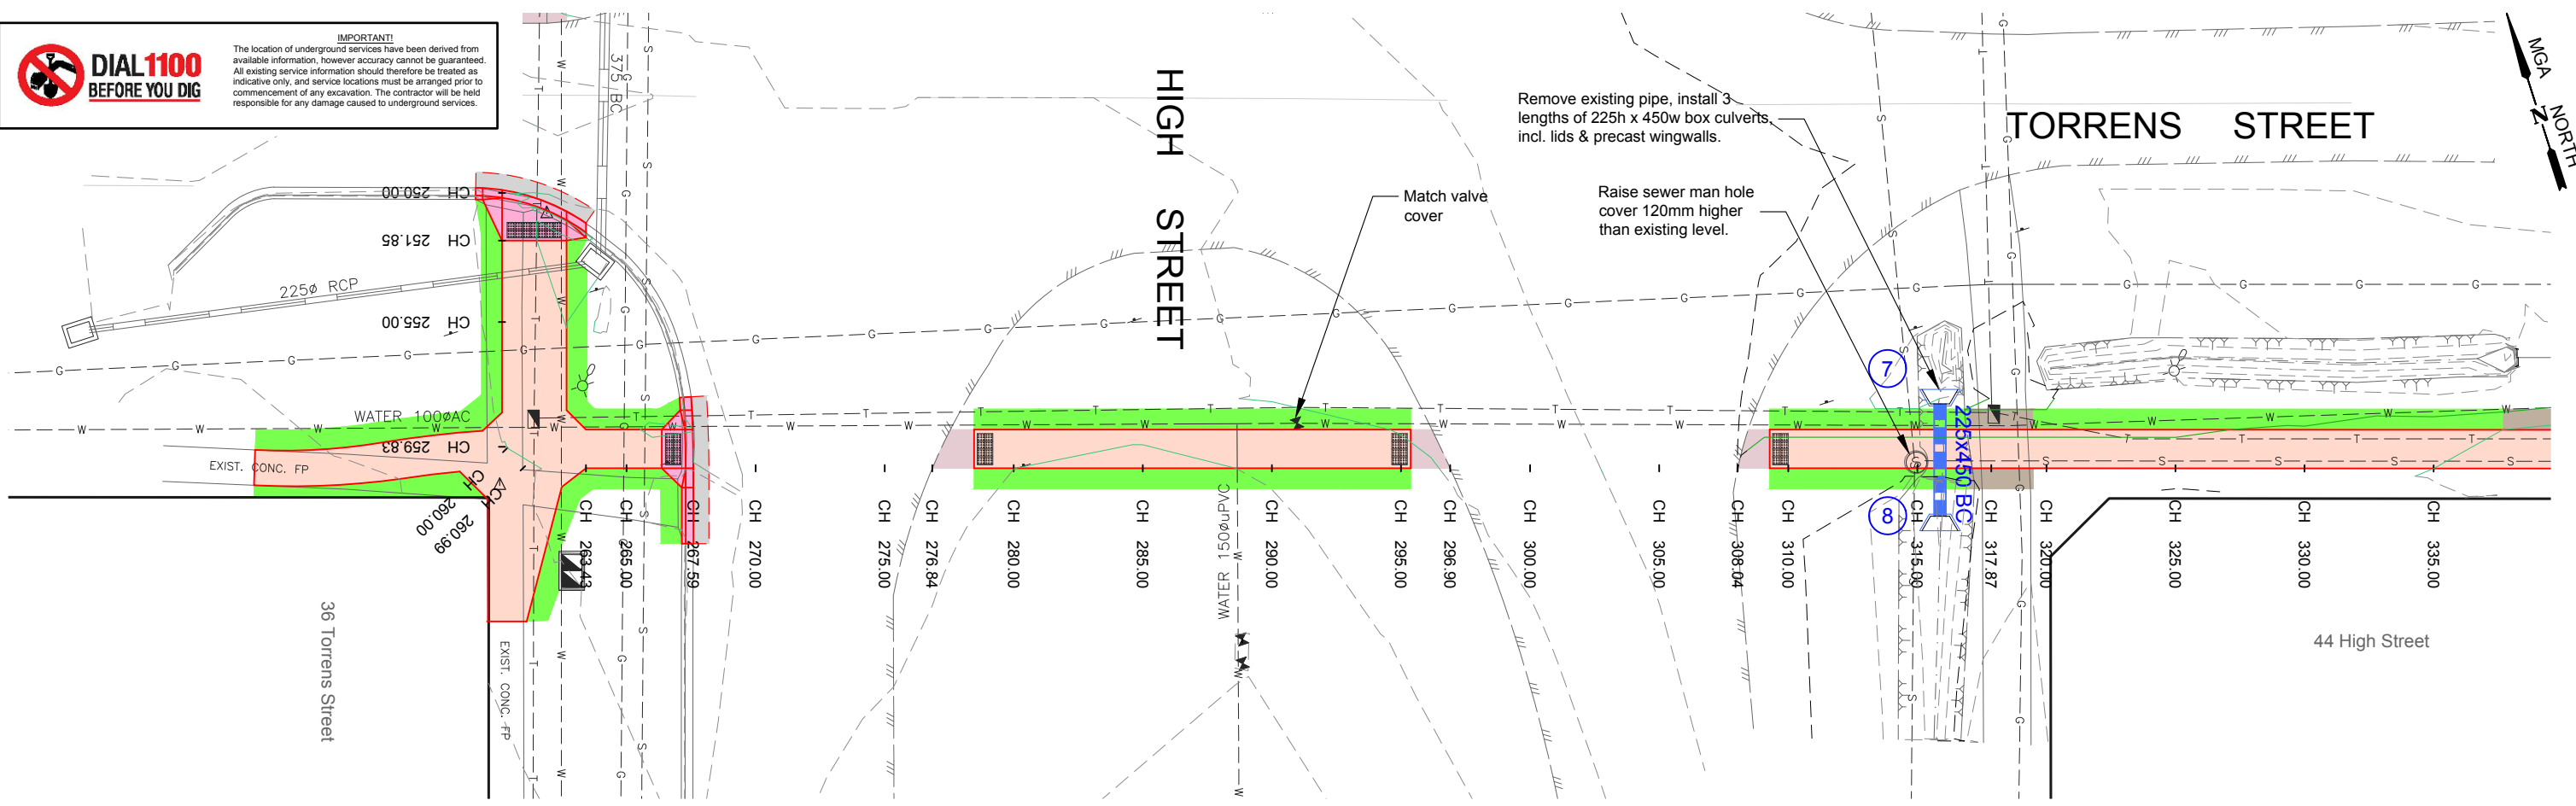 DIAL1100
BEFORE YOU DIG
IMPORTANT!
The location of underground services have been derived from
available information, however accuracy cannot be guaranteed.
All existing service information should therefore be treated as
indicative only, and service locations must be arranged prior to
commencement of any excavation. The contractor will be held
responsible for any damage caused to underground services.
375 BC
HIGH STREET
TORRENS STREET
MGA
N
NORTH
Remove existing pipe, install 3
lengths of 225h x 450w box culverts,
incl. lids & precast wingwalls.
Raise sewer man hole
cover 120mm higher
than existing level.
Match valve
cover
CH 250.00
CH 251.85
225ø RCP
CH 255.00
WATER 100øAC
CH 259.83
EXIST. CONC. FP
CH 260.00
CH 260.99
EXIST. CONC. FP
36 Torrens Street
CH 263.43
CH 265.00
CH 267.59
CH 270.00
CH 275.00
CH 276.84
CH 280.00
CH 285.00
WATER 150øuPVC
CH 290.00
CH 295.00
CH 296.90
CH 300.00
CH 305.00
CH 308.04
CH 310.00
7
8
225x450 BC
CH 315.00
CH 317.87
CH 320.00
CH 325.00
CH 330.00
CH 335.00
44 High Street